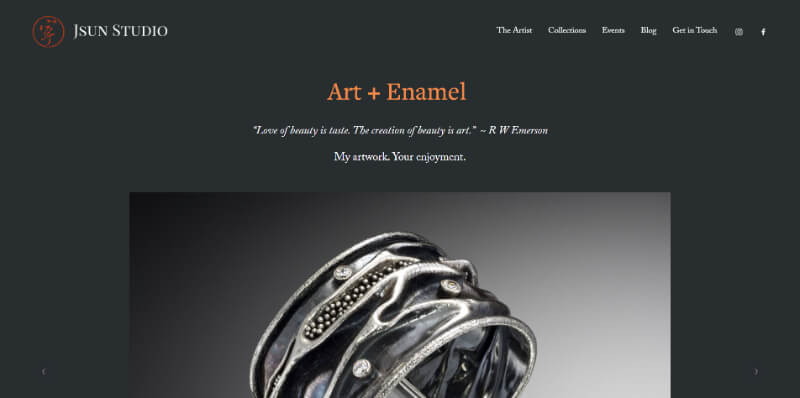 JSUN STUDIO
The Artist
Collections
Events
Blog
Get in Touch
Art + Enamel
"Love of beauty is taste. The creation of beauty is art." ~ R W Emerson
My artwork. Your enjoyment.